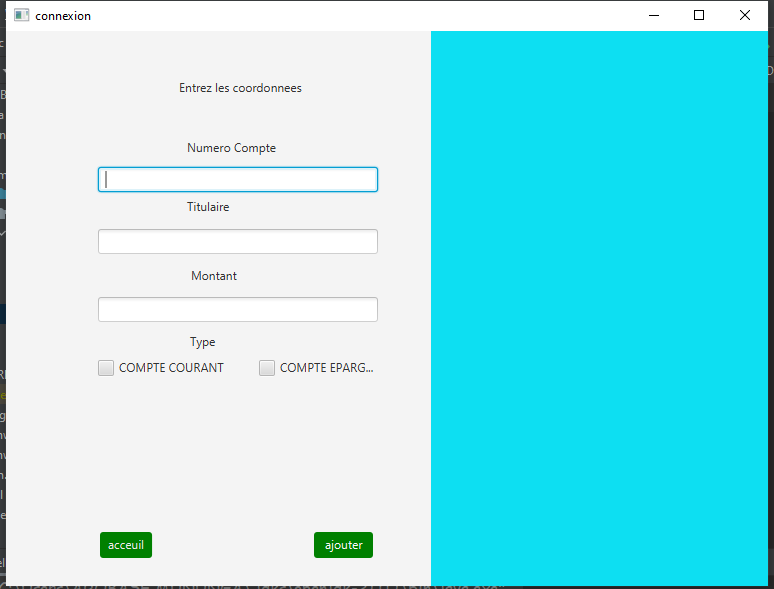 connexion
Entrez les coordonnees
Numero Compte
Titulaire
Montant
Type
COMPTE COURANT COMPTE EPARG...
acceuil ajouter